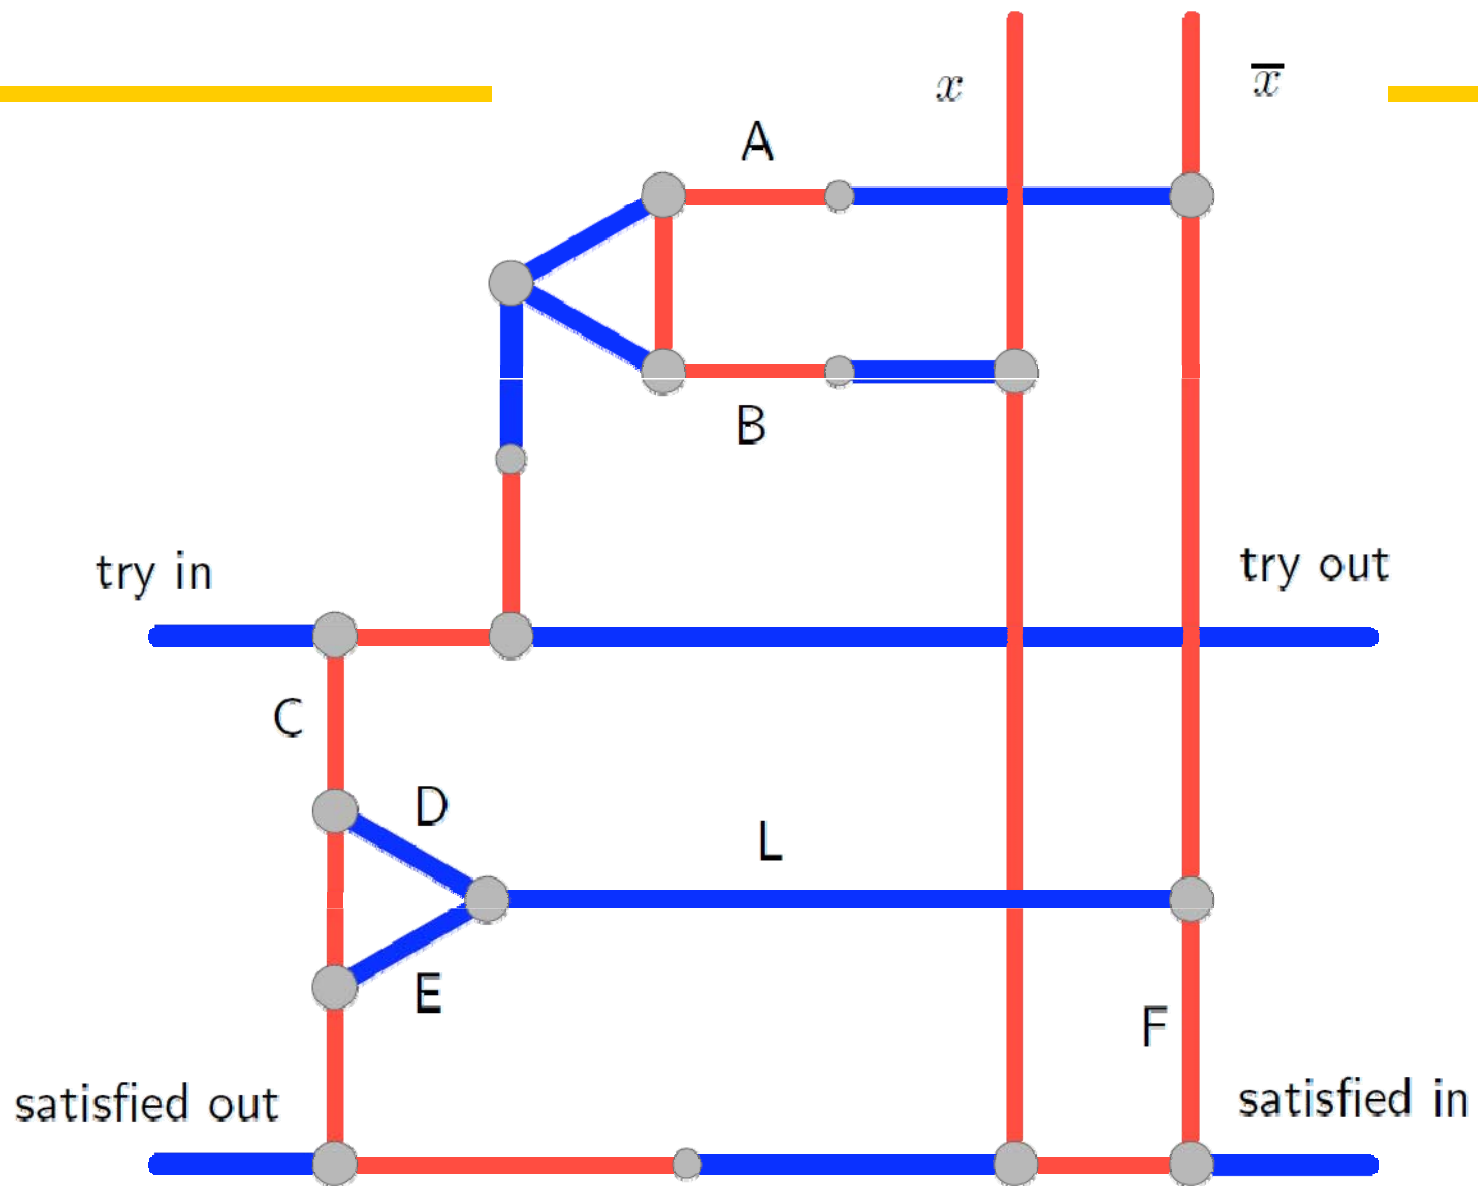 x
x̅
A
B
try in
try out
C
D
L
E
F
satisfied out
satisfied in